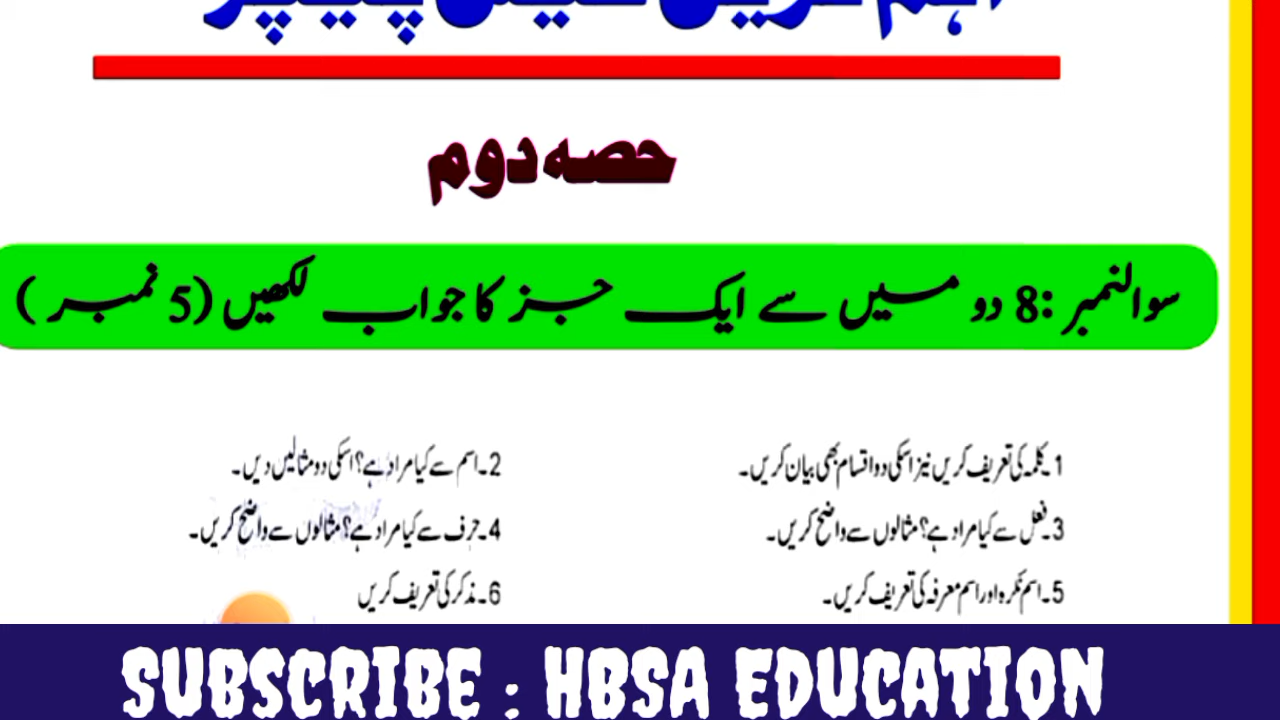 حصہ دوم
سوالنمبر :8 دو میں سے ایک جز کا جواب لکھیں (5 نمبر)
1۔کلمہ کی تعریف کریں نیز اسکی دو اقسام بھی بیان کریں۔ 2۔اسم سے کیا مراد ہے؟ اسکی دو مثالیں دیں۔
3۔فعل سے کیا مراد ہے؟ مثالوں سے واضح کریں۔ 4۔حرف سے کیا مراد ہے؟ مثالوں سے واضح کریں۔
5۔اسم نکرہ اور اسم معرفہ کی تعریف کریں۔ 6۔مذکر کی تعریف کریں
SUBSCRIBE : HBSA EDUCATION